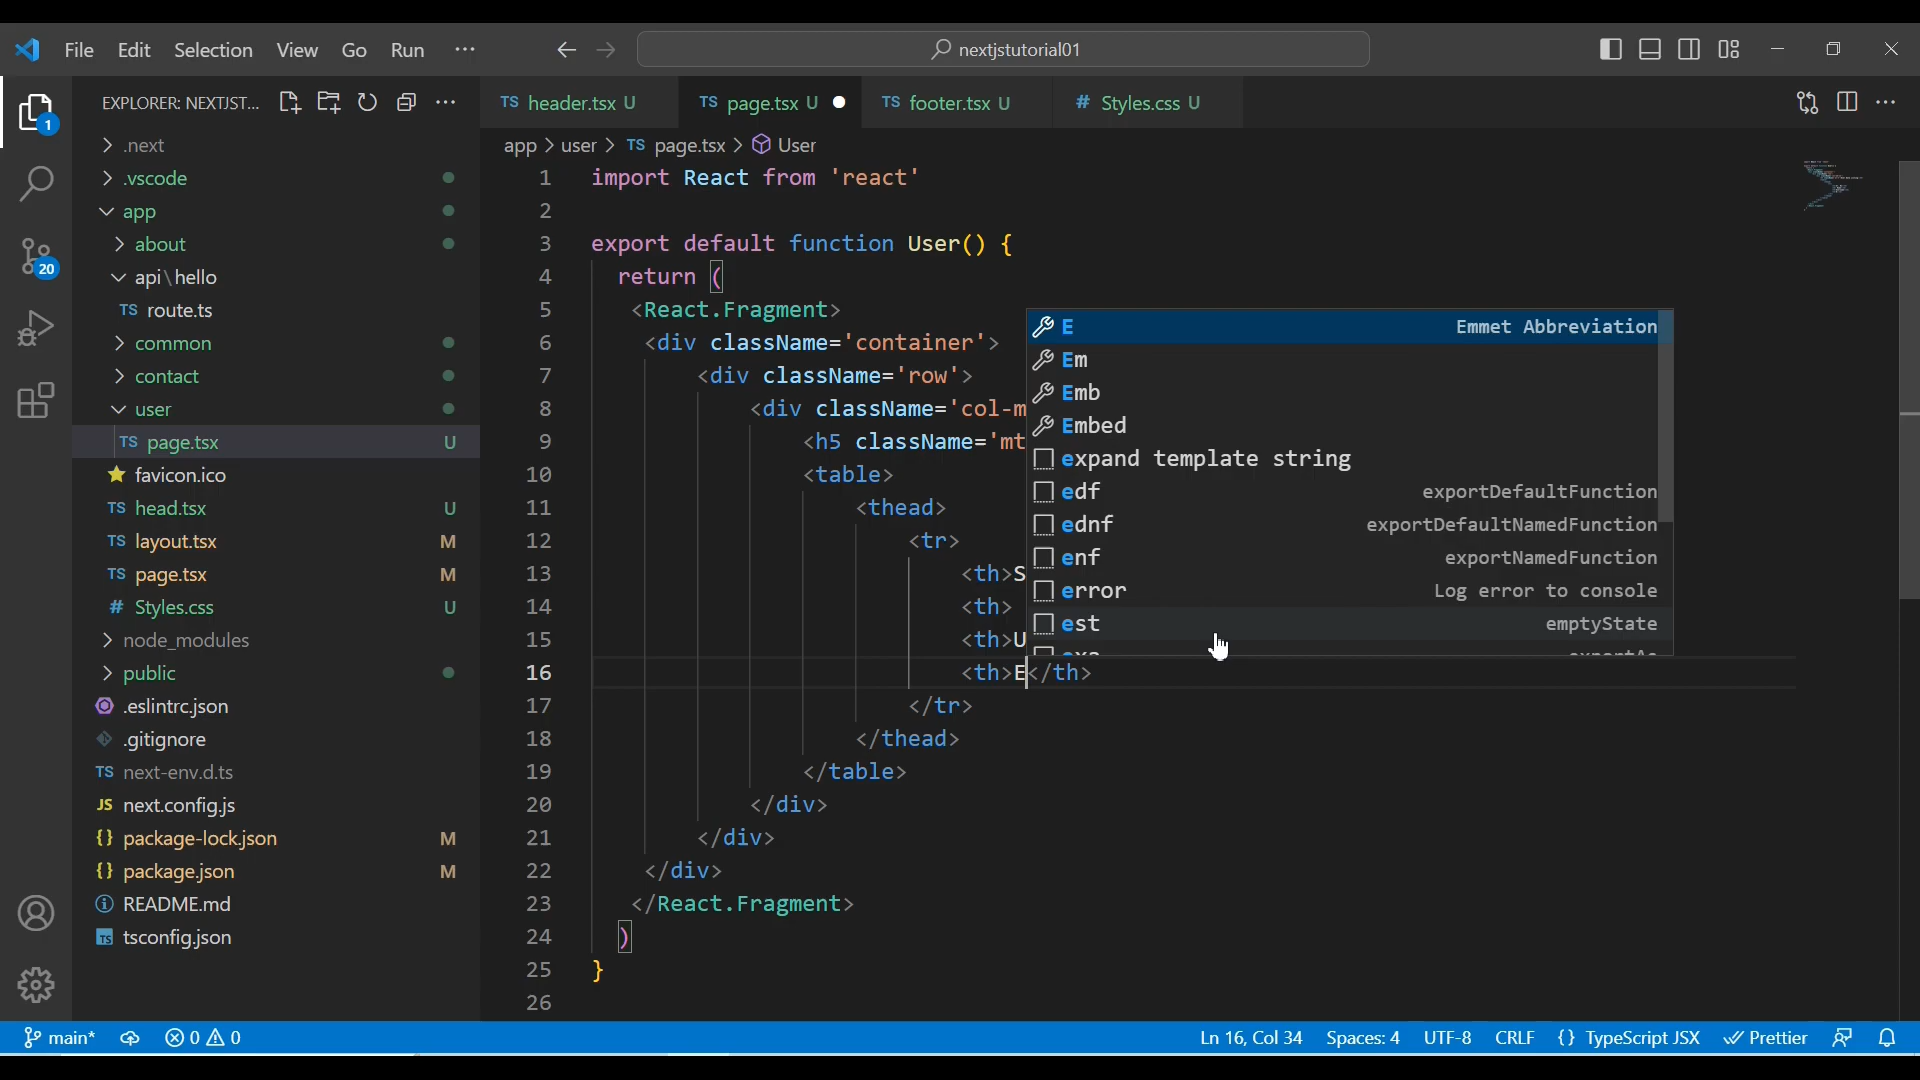 File Edit Selection View Go Run ···
nextjstutorial01
EXPLORER: NEXTJST... ···
TS header.tsx U
TS page.tsx U
TS footer.tsx U
# Styles.css U
···
1
20
> .next
> .vscode
app
> about
api\hello
TS route.ts
> common
> contact
user
TS page.tsx U
favicon.ico
TS head.tsx U
TS layout.tsx M
TS page.tsx M
# Styles.css U
> node_modules
> public
.eslintrc.json
.gitignore
TS next-env.d.ts
JS next.config.js
{} package-lock.json M
{} package.json M
README.md
TS tsconfig.json
app > user > TS page.tsx > User
1 import React from 'react'
2
3 export default function User() {
4 return (
5 <React.Fragment>
6 <div className='container'>
7 <div className='row'>
8 <div className='col-m
9 <h5 className='mt
10 <table>
11 <thead>
12 <tr>
13 <th>S
14 <th>
15 <th>U
16 <th>E</th>
17 </tr>
18 </thead>
19 </table>
20 </div>
21 </div>
22 </div>
23 </React.Fragment>
24 )
25 }
26
E Emmet Abbreviation
Em
Emb
Embed
expand template string
edf exportDefaultFunction
ednf exportDefaultNamedFunction
enf exportNamedFunction
error Log error to console
est emptyState
main* 0 0 Ln 16, Col 34 Spaces: 4 UTF-8 CRLF {} TypeScript JSX Prettier